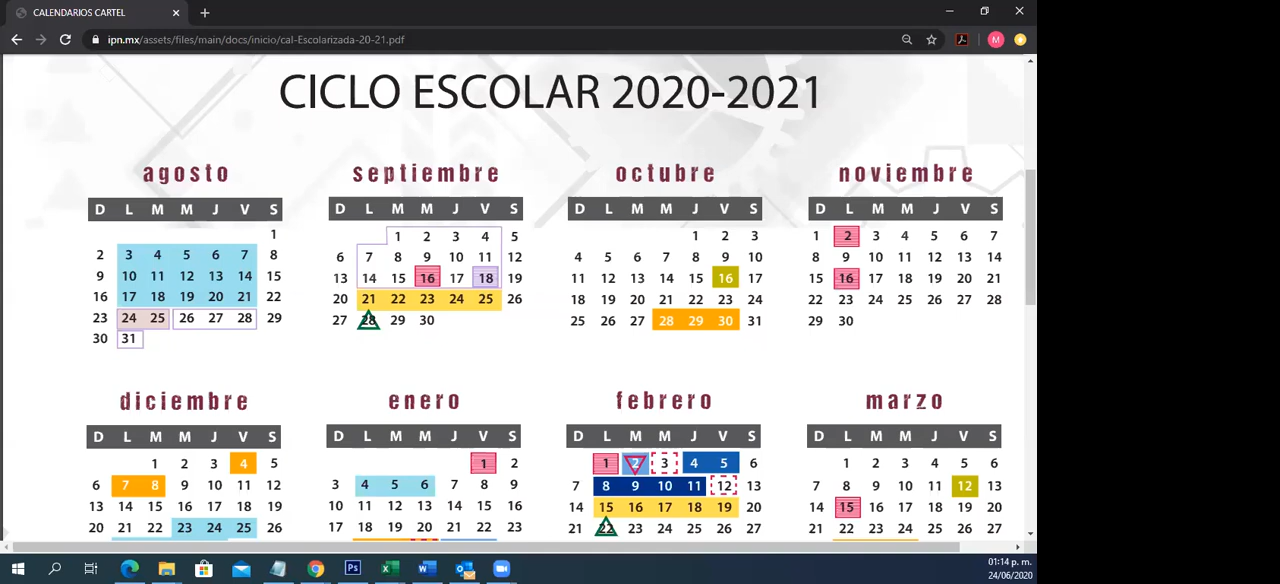 CALENDARIOS CARTEL
ipn.mx/assets/files/main/docs/inicio/cal-Escolarizada-20-21.pdf
M
CICLO ESCOLAR 2020-2021
agosto
D L M M J V S
1
2 3 4 5 6 7 8
9 10 11 12 13 14 15
16 17 18 19 20 21 22
23 24 25 26 27 28 29
30 31
septiembre
D L M M J V S
1 2 3 4 5
6 7 8 9 10 11 12
13 14 15 16 17 18 19
20 21 22 23 24 25 26
27 28 29 30
octubre
D L M M J V S
1 2 3
4 5 6 7 8 9 10
11 12 13 14 15 16 17
18 19 20 21 22 23 24
25 26 27 28 29 30 31
noviembre
D L M M J V S
1 2 3 4 5 6 7
8 9 10 11 12 13 14
15 16 17 18 19 20 21
22 23 24 25 26 27 28
29 30
diciembre
D L M M J V S
1 2 3 4 5
6 7 8 9 10 11 12
13 14 15 16 17 18 19
20 21 22 23 24 25 26
enero
D L M M J V S
1 2
3 4 5 6 7 8 9
10 11 12 13 14 15 16
17 18 19 20 21 22 23
febrero
D L M M J V S
1 2 3 4 5 6
7 8 9 10 11 12 13
14 15 16 17 18 19 20
21 22 23 24 25 26 27
marzo
D L M M J V S
1 2 3 4 5 6
7 8 9 10 11 12 13
14 15 16 17 18 19 20
21 22 23 24 25 26 27
Ps
01:14 p. m.
24/06/2020